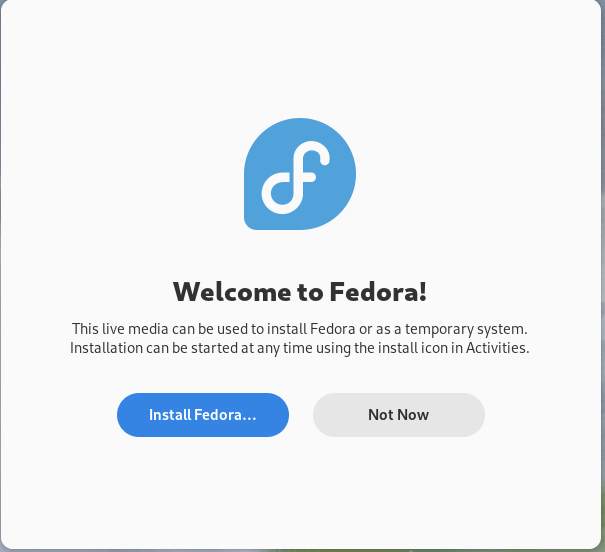 Welcome to Fedora!
This live media can be used to install Fedora or as a temporary system.
Installation can be started at any time using the install icon in Activities.
Install Fedora…
Not Now